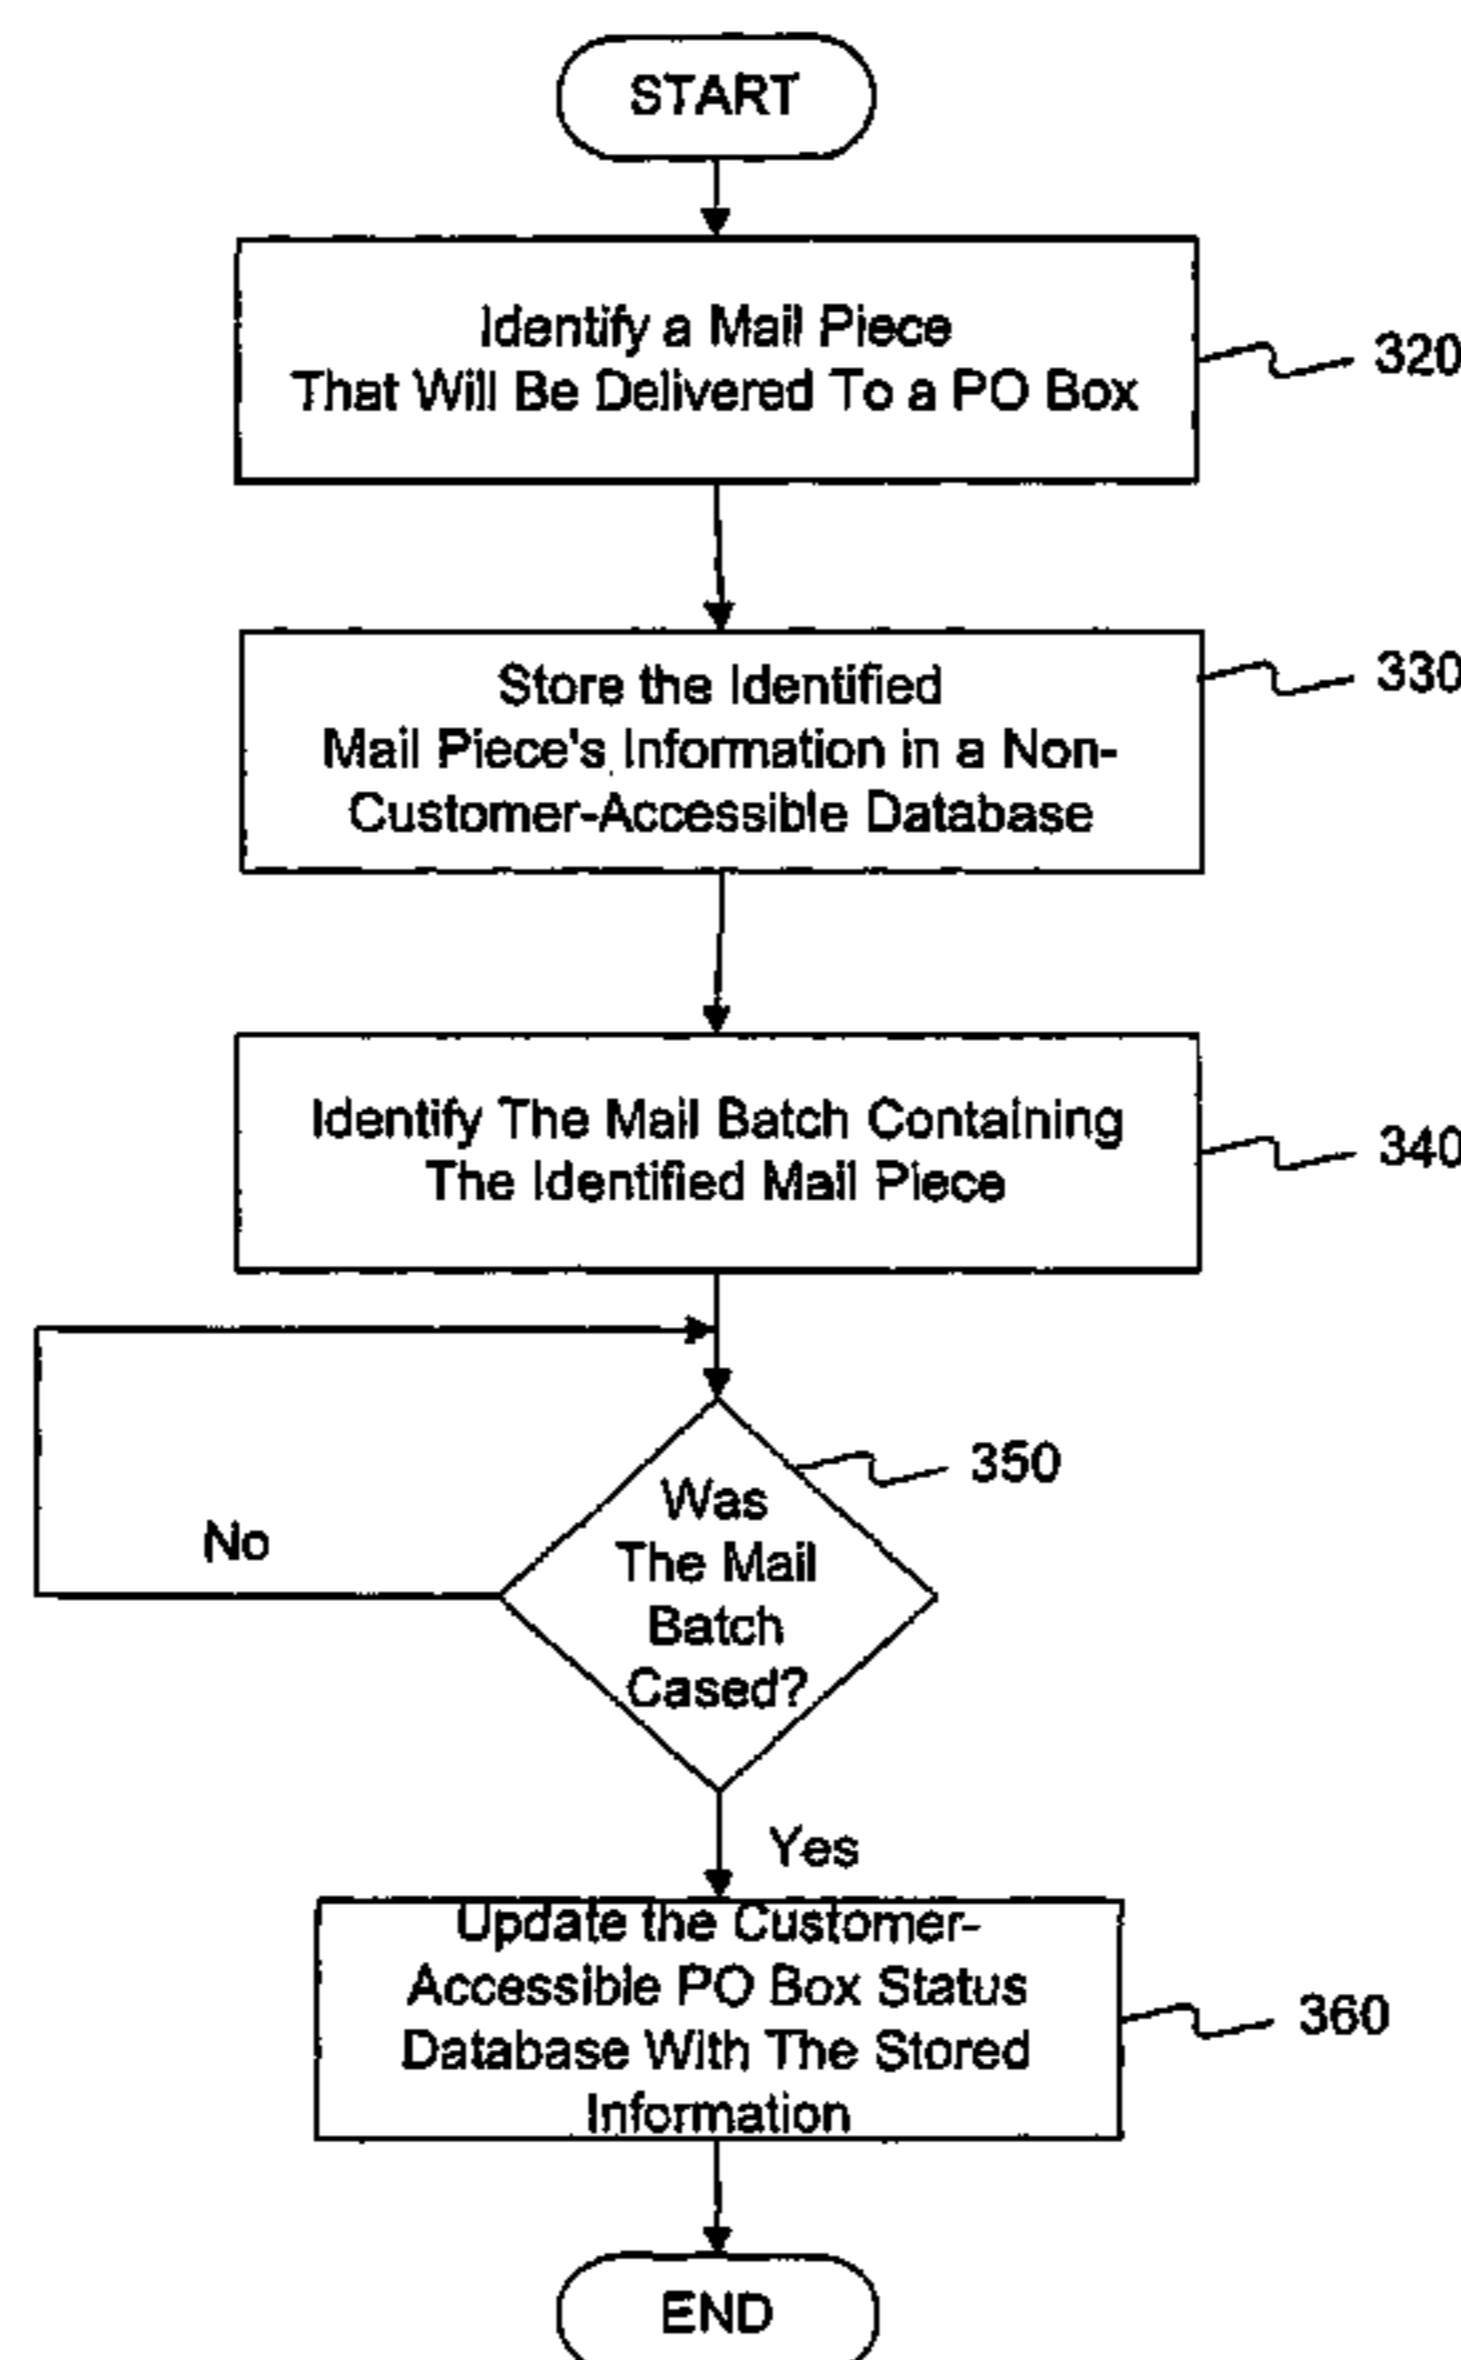 START
Identify a Mail Piece
That Will Be Delivered To a PO Box
320
Store the Identified
Mail Piece's Information in a Non-
Customer-Accessible Database
330
Identify The Mail Batch Containing
The Identified Mail Piece
340
350
Was
The Mail
Batch
Cased?
No
Yes
Update the Customer-
Accessible PO Box Status
Database With The Stored
Information
360
END